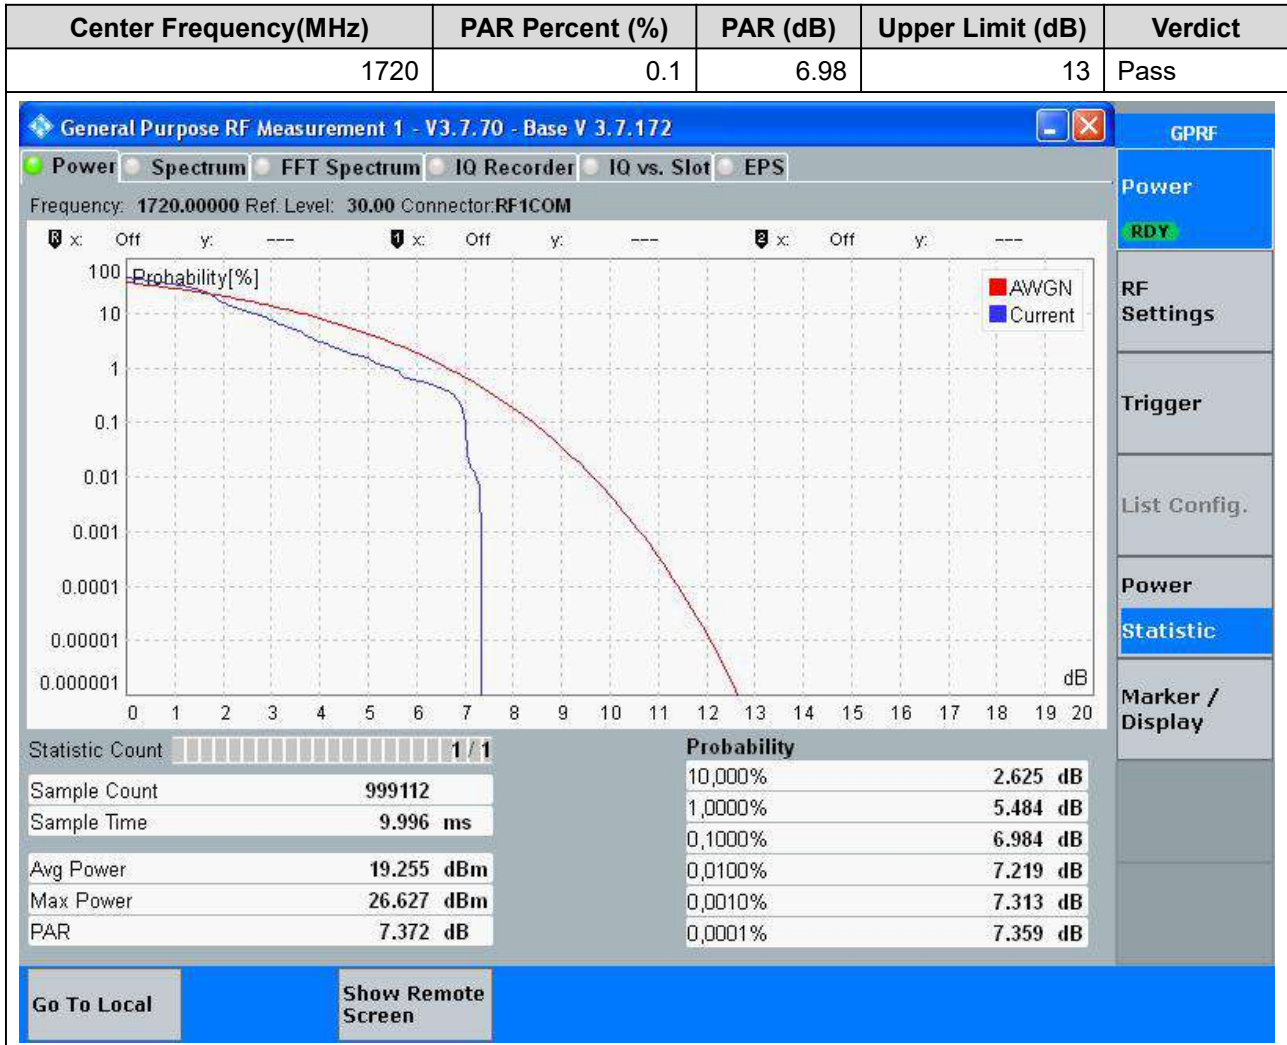 Center Frequency(MHz) PAR Percent (%) PAR (dB) Upper Limit (dB) Verdict
1720 0.1 6.98 13 Pass
General Purpose RF Measurement 1 - V3.7.70 - Base V 3.7.172
GPRF
Power Spectrum FFT Spectrum IQ Recorder IQ vs. Slot EPS
Power
RDY
Frequency: 1720.00000 Ref. Level: 30.00 Connector:RF1COM
R x: Off y: --- 1 x: Off y: --- 2 x: Off y: ---
RF
Settings
Trigger
List Config.
Power
Statistic
Marker /
Display
Probability[%]
AWGN
Current
100
10
1
0.1
0.01
0.001
0.0001
0.00001
0.000001
dB
0 1 2 3 4 5 6 7 8 9 10 11 12 13 14 15 16 17 18 19 20
Statistic Count 1 / 1
Sample Count 999112
Sample Time 9.996 ms
Avg Power 19.255 dBm
Max Power 26.627 dBm
PAR 7.372 dB
Probability
10,000% 2.625 dB
1,0000% 5.484 dB
0,1000% 6.984 dB
0,0100% 7.219 dB
0,0010% 7.313 dB
0,0001% 7.359 dB
Go To Local
Show Remote
Screen